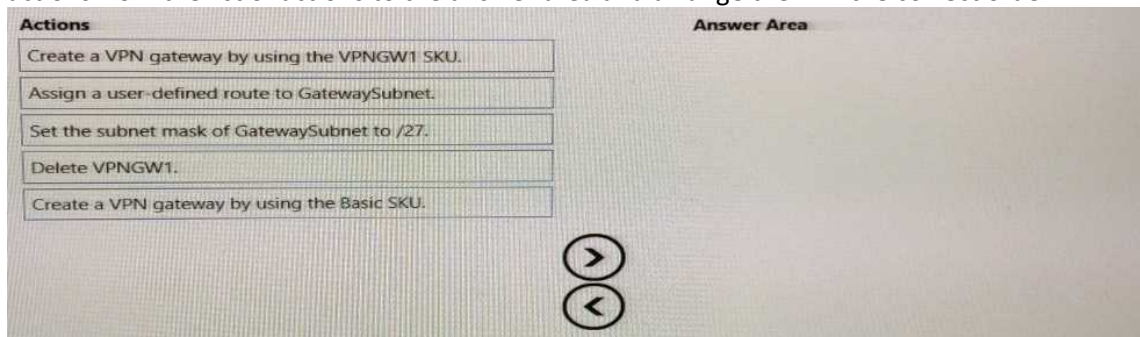 Actions
Answer Area
Create a VPN gateway by using the VPNGW1 SKU.
Assign a user-defined route to GatewaySubnet.
Set the subnet mask of GatewaySubnet to /27.
Delete VPNGW1.
Create a VPN gateway by using the Basic SKU.